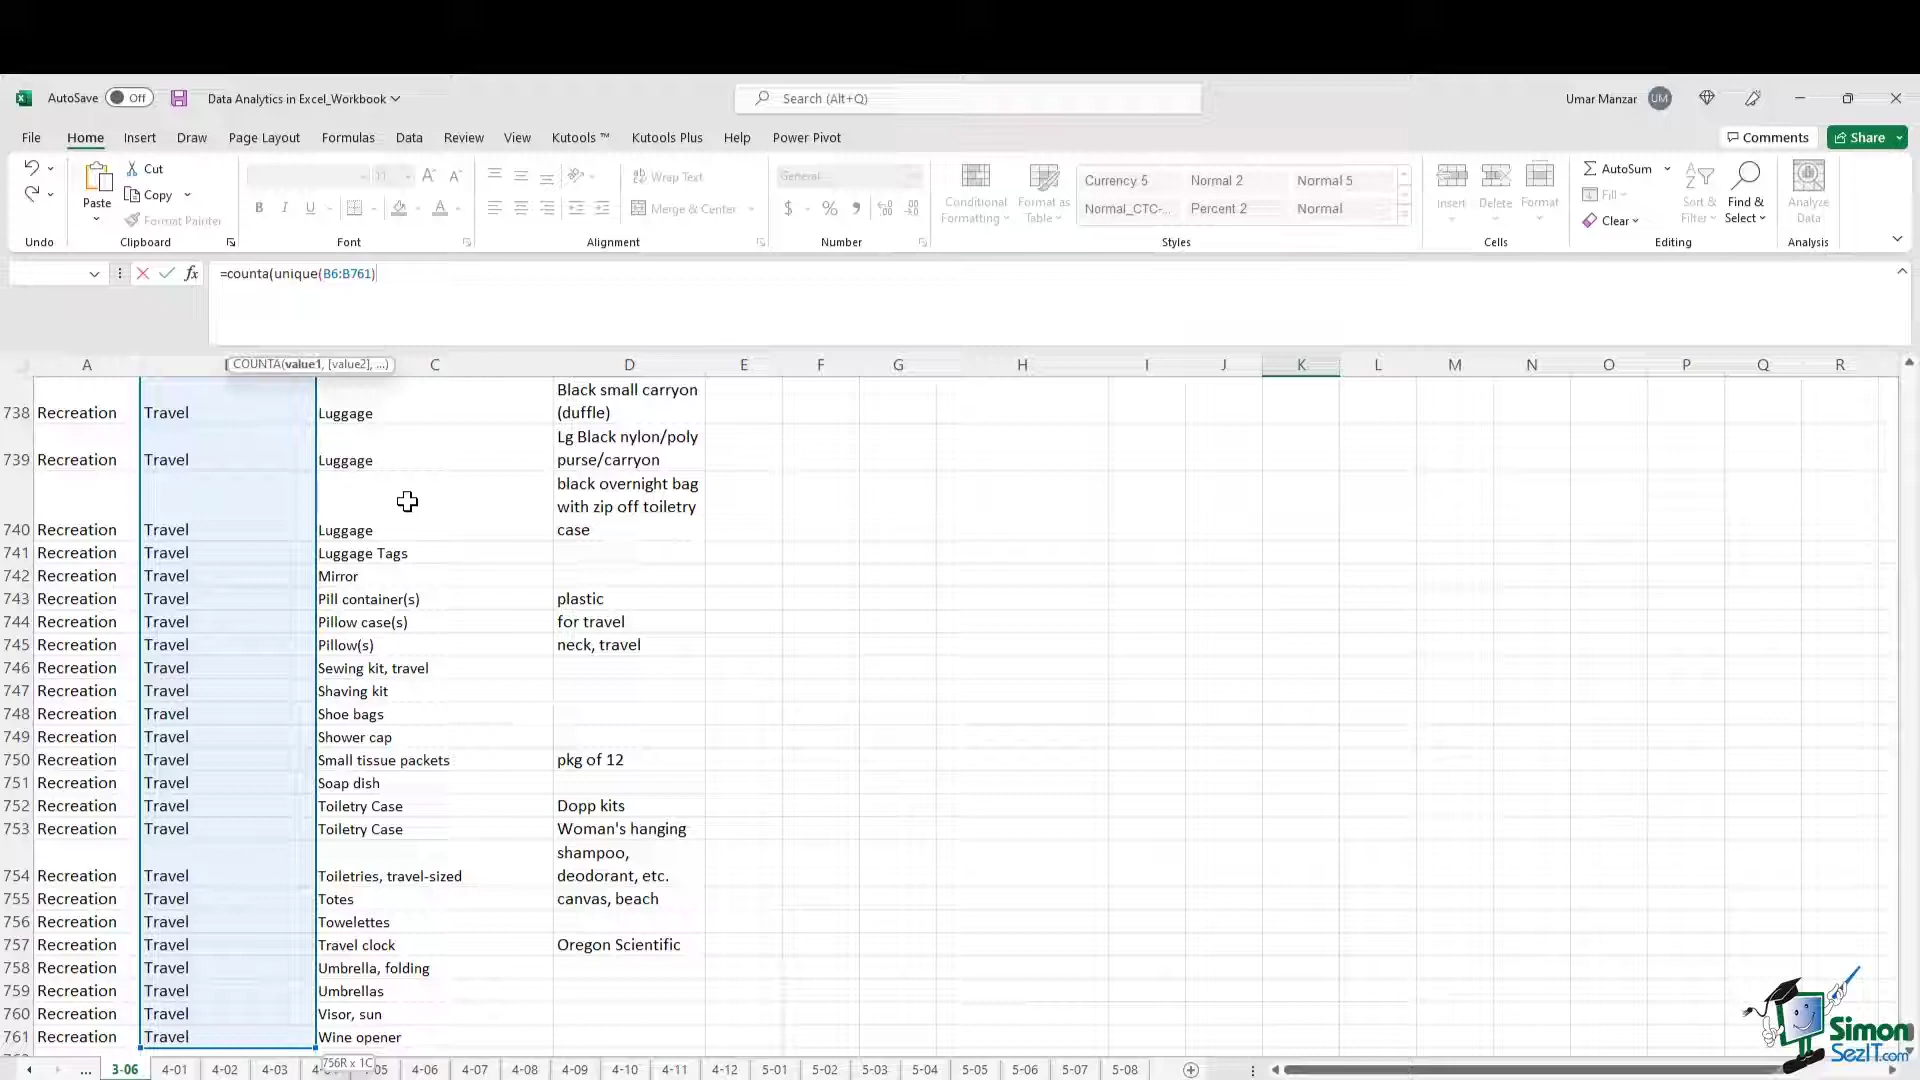 AutoSave Off Data Analytics in Excel_Workbook Search (Alt+Q) Umar Manzar UM
File Home Insert Draw Page Layout Formulas Data Review View Kutools ™ Kutools Plus Help Power Pivot Comments Share
Paste Cut Copy Format Painter
11 A A Wrap Text General
B I U A Merge & Center $ %
Conditional Formatting Format as Table
Currency 5 Normal 2 Normal 5
Normal_CTC-... Percent 2 Normal
Insert Delete Format
AutoSum Fill Clear
Sort & Filter Find & Select Analyze Data
Undo Clipboard Font Alignment Number Styles Cells Editing Analysis
fx =counta(unique(B6:B761)
COUNTA(value1, [value2], ...)
A C D E F G H I J K L M N O P Q R
Black small carryon
738 Recreation Travel Luggage (duffle)
Lg Black nylon/poly
739 Recreation Travel Luggage purse/carryon
black overnight bag
with zip off toiletry
740 Recreation Travel Luggage case
741 Recreation Travel Luggage Tags
742 Recreation Travel Mirror
743 Recreation Travel Pill container(s) plastic
744 Recreation Travel Pillow case(s) for travel
745 Recreation Travel Pillow(s) neck, travel
746 Recreation Travel Sewing kit, travel
747 Recreation Travel Shaving kit
748 Recreation Travel Shoe bags
749 Recreation Travel Shower cap
750 Recreation Travel Small tissue packets pkg of 12
751 Recreation Travel Soap dish
752 Recreation Travel Toiletry Case Dopp kits
753 Recreation Travel Toiletry Case Woman's hanging
shampoo,
754 Recreation Travel Toiletries, travel-sized deodorant, etc.
755 Recreation Travel Totes canvas, beach
756 Recreation Travel Towelettes
757 Recreation Travel Travel clock Oregon Scientific
758 Recreation Travel Umbrella, folding
759 Recreation Travel Umbrellas
760 Recreation Travel Visor, sun
761 Recreation Travel Wine opener
756R x 1C
... 3-06 4-01 4-02 4-03 4-06 4-07 4-08 4-09 4-10 4-11 4-12 5-01 5-02 5-03 5-04 5-05 5-06 5-07 5-08
Simon
SezIT.com